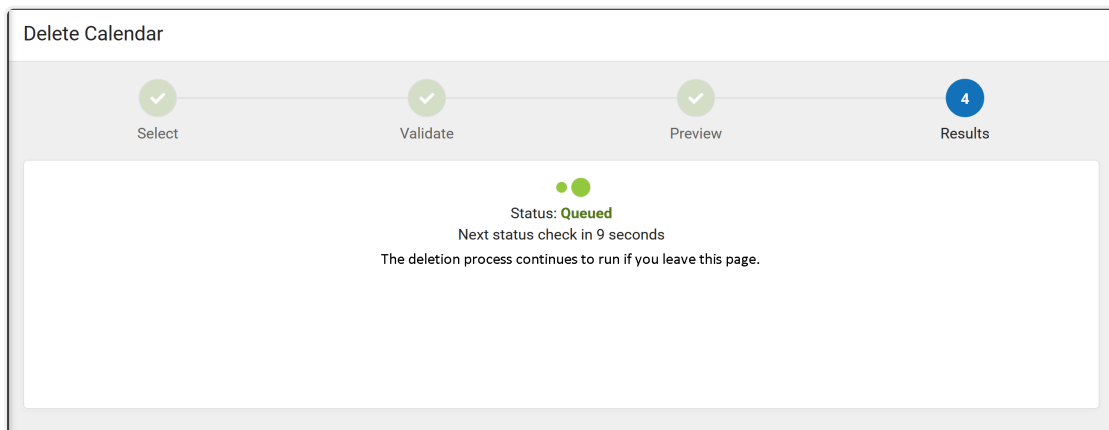 Delete Calendar
4
Select
Validate
Preview
Results
Status: Queued
Next status check in 9 seconds
The deletion process continues to run if you leave this page.